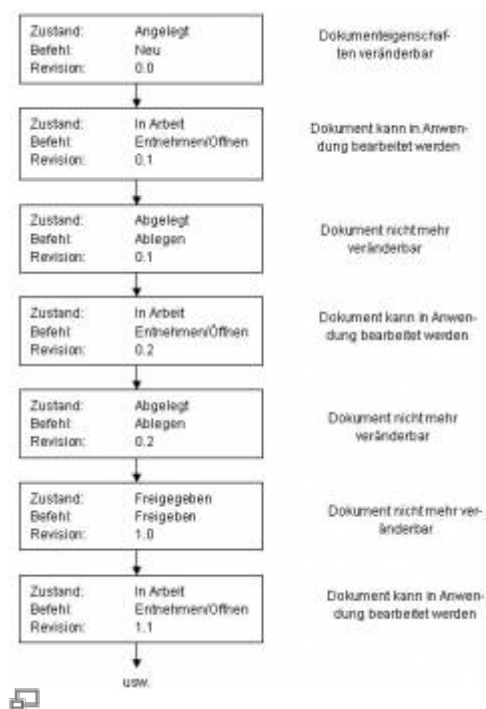 Zustand: Angelegt
Befehl: Neu
Revision: 0.0
Dokumenteigenschaf-
ten veränderbar
Zustand: In Arbeit
Befehl: Entnehmen/Öffnen
Revision: 0.1
Dokument kann in Anwen-
dung bearbeitet werden
Zustand: Abgelegt
Befehl: Ablegen
Revision: 0.1
Dokument nicht mehr
veränderbar
Zustand: In Arbeit
Befehl: Entnehmen/Öffnen
Revision: 0.2
Dokument kann in Anwen-
dung bearbeitet werden
Zustand: Abgelegt
Befehl: Ablegen
Revision: 0.2
Dokument nicht mehr
veränderbar
Zustand: Freigegeben
Befehl: Freigeben
Revision: 1.0
Dokument nicht mehr ver-
änderbar
Zustand: In Arbeit
Befehl: Entnehmen/Öffnen
Revision: 1.1
Dokument kann in Anwen-
dung bearbeitet werden
usw.